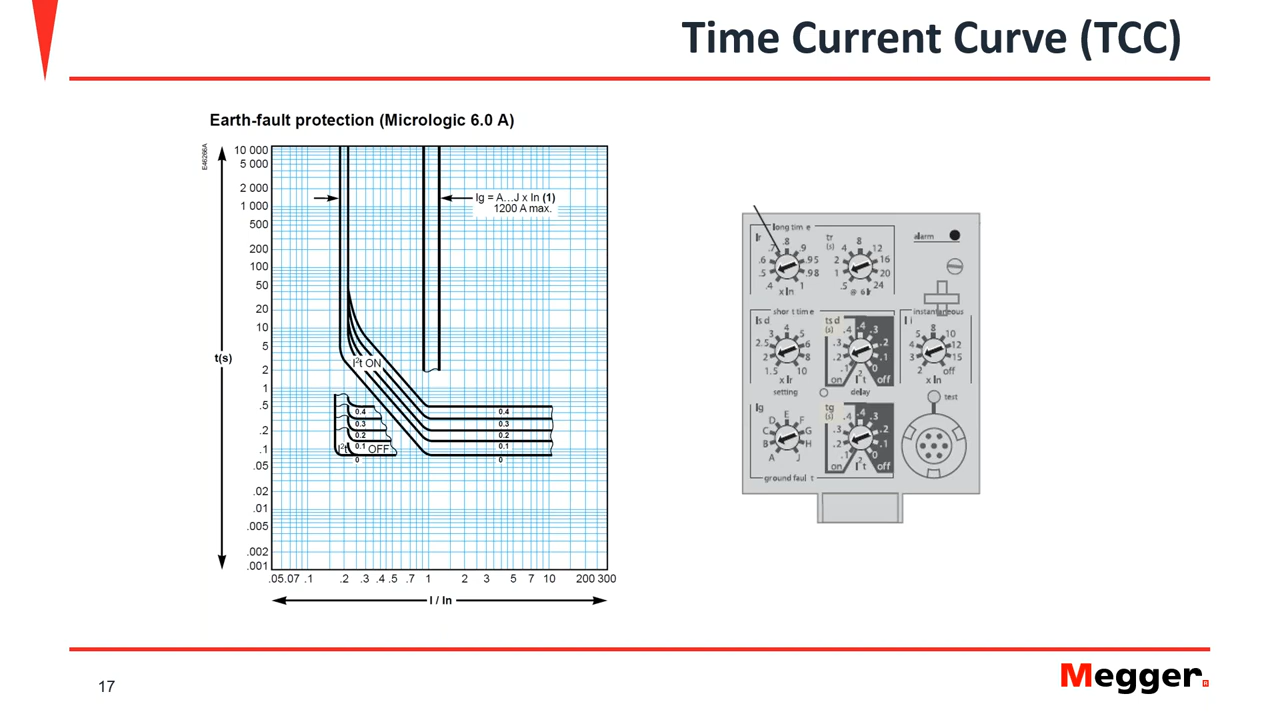 Time Current Curve (TCC)
Earth-fault protection (Micrologic 6.0 A)
E46266A
10 000
5 000
2 000
1 000
500
200
100
50
20
10
5
2
1
.5
.2
.1
.05
.02
.01
.005
.002
.001
t(s)
Ig = A...J x In (1)
1200 A max.
I²t ON
0.4
0.3
0.2
0.1
0
I²t OFF
0.4
0.3
0.2
0.1
0
.05 .07 .1 .2 .3 .4 .5 .7 1 2 3 5 7 10 200 300
I / In
long time
Ir
.4 .5 .6 .7 .8 .9 .95 .98 1
x In
tr
(s)
.5 1 2 4 8 12 16 20 24
@ 6 Ir
alarm
short time
Isd
1.5 2 2.5 3 4 5 6 8 10
x Ir
setting
tsd
(s)
.1 .2 .3 .4 .4 .3 .2 .1 0
on I²t off
delay
instantaneous
Ii
2 3 4 5 8 10 12 15 off
x In
test
Ig
A B C D E F G H J
tg
(s)
.1 .2 .3 .4 .4 .3 .2 .1 0
on I²t off
ground fault
17
Megger